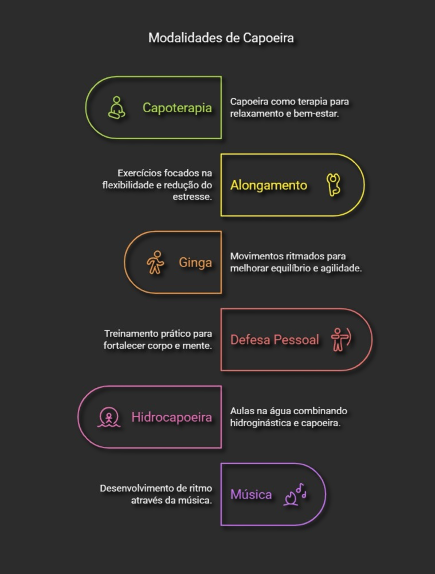 Modalidades de Capoeira
Capoterapia
Capoeira como terapia para
relaxamento e bem-estar.
Exercícios focados na
flexibilidade e redução do
estresse.
Alongamento
Ginga
Movimentos ritmados para
melhorar equilíbrio e agilidade.
Treinamento prático para
fortalecer corpo e mente.
Defesa Pessoal
Hidrocapoeira
Aulas na água combinando
hidroginástica e capoeira.
Desenvolvimento de ritmo
através da música.
Música